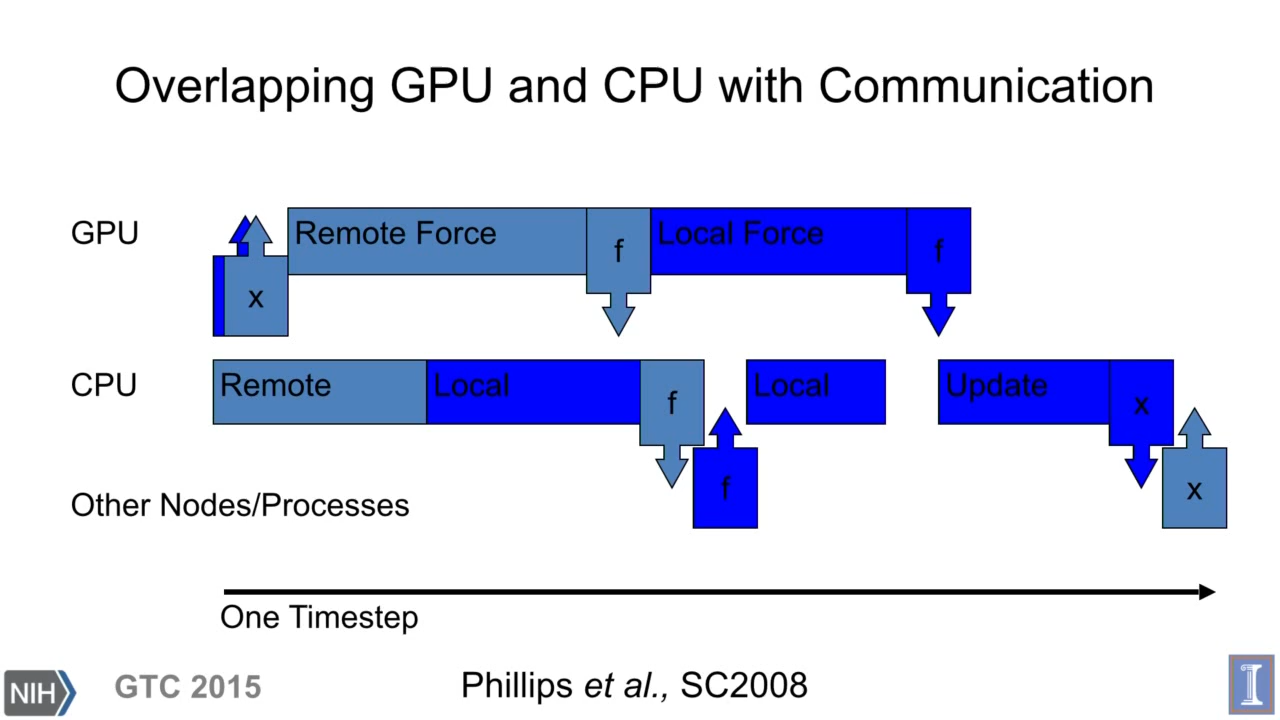 Overlapping GPU and CPU with Communication
GPU
x
Remote Force
f
Local Force
f
CPU
Remote
Local
f
Local
Update
x
Other Nodes/Processes
f
x
One Timestep
NIH
GTC 2015
Phillips et al., SC2008
I